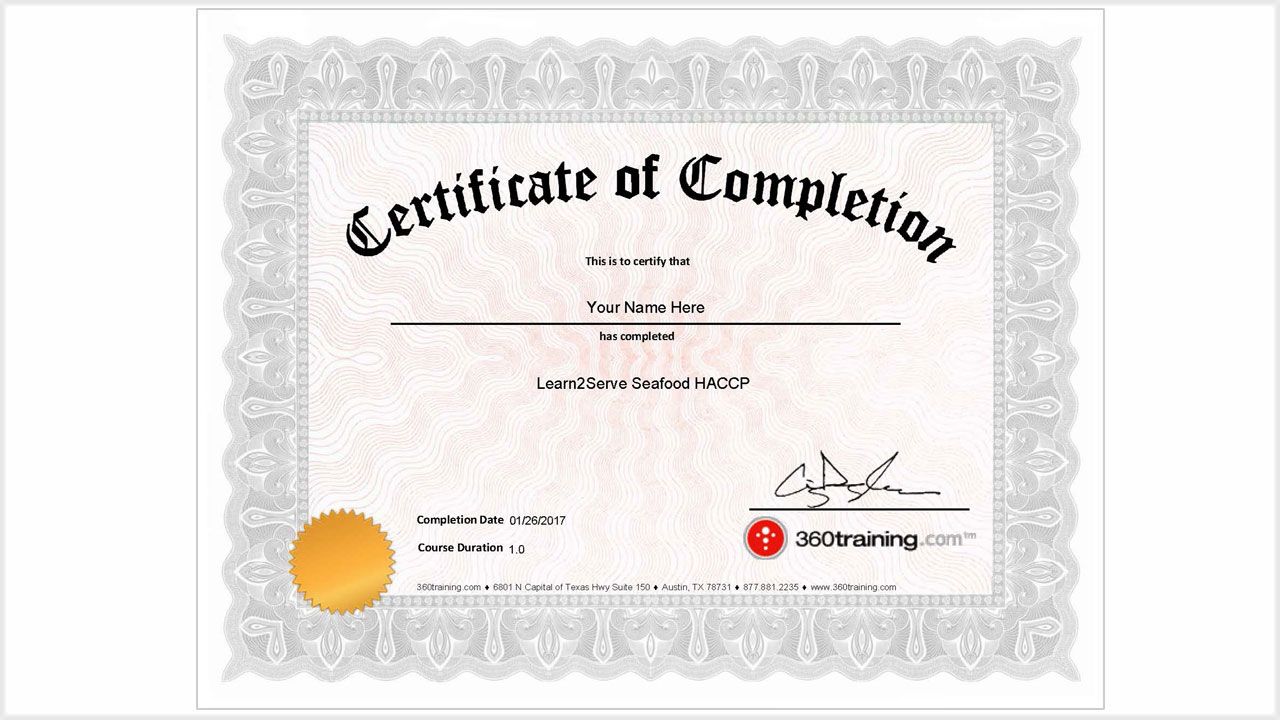 Certificate of Completion
This is to certify that
Your Name Here
has completed
Learn2Serve Seafood HACCP
Completion Date 01/26/2017
Course Duration 1.0
360training.com™
360training.com ♦ 6801 N Capital of Texas Hwy Suite 150 ♦ Austin, TX 78731 ♦ 877.881.2235 ♦ www.360training.com